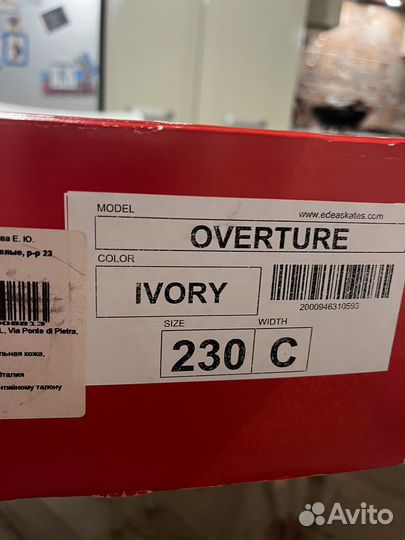 MODEL
www.edeaskates.com
OVERTURE
COLOR
IVORY
2000946310593
SIZE
WIDTH
230
C
ва Е. Ю.
елые, р-р 23
L, Via Ponte di Pietra,
льная кожа,
Италия
нтийному талону
Avito